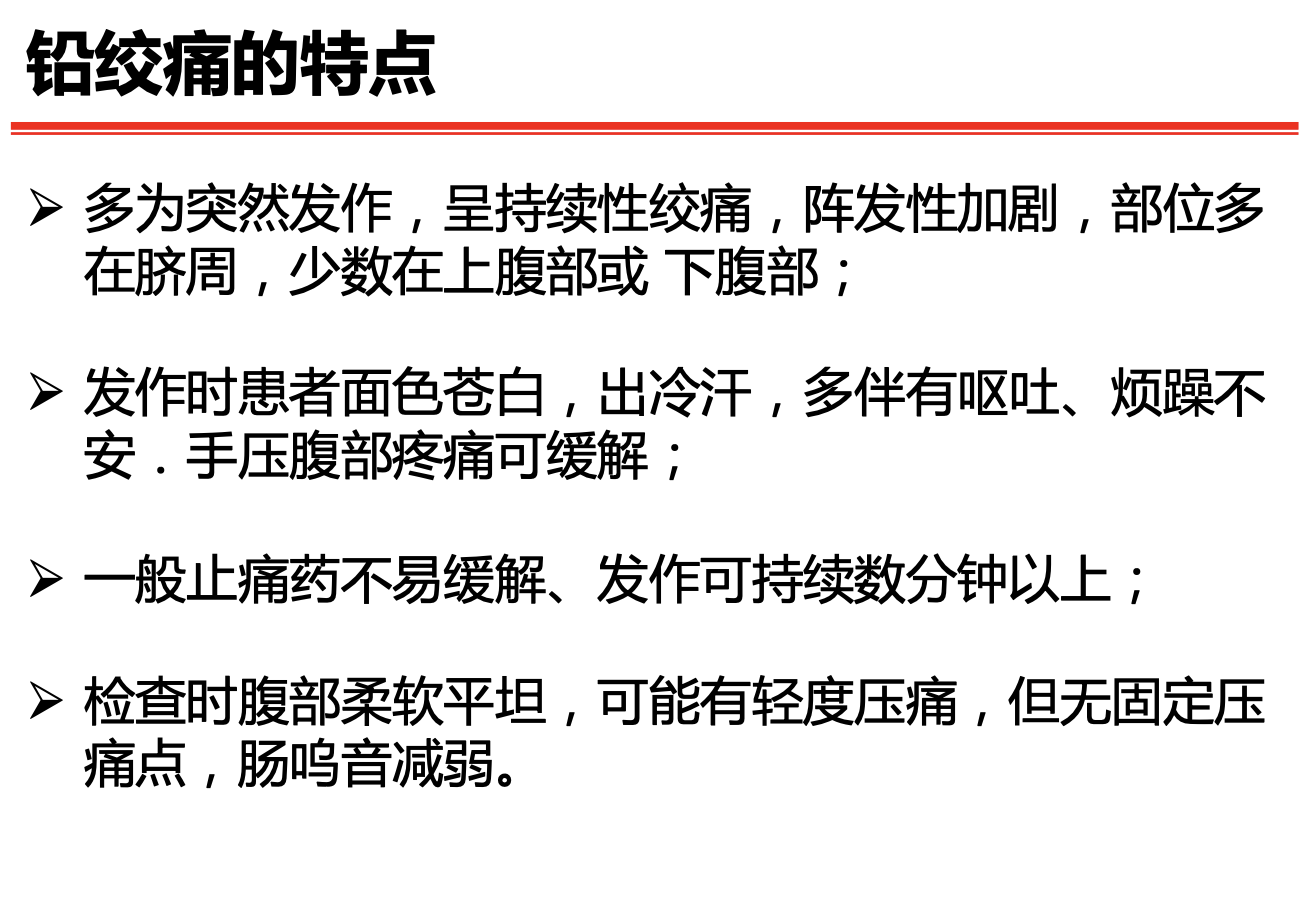 铅绞痛的特点
➢ 多为突然发作，呈持续性绞痛，阵发性加剧，部位多
在脐周，少数在上腹部或 下腹部；
➢ 发作时患者面色苍白，出冷汗，多伴有呕吐、烦躁不
安．手压腹部疼痛可缓解；
➢ 一般止痛药不易缓解、发作可持续数分钟以上；
➢ 检查时腹部柔软平坦，可能有轻度压痛，但无固定压
痛点，肠呜音减弱。